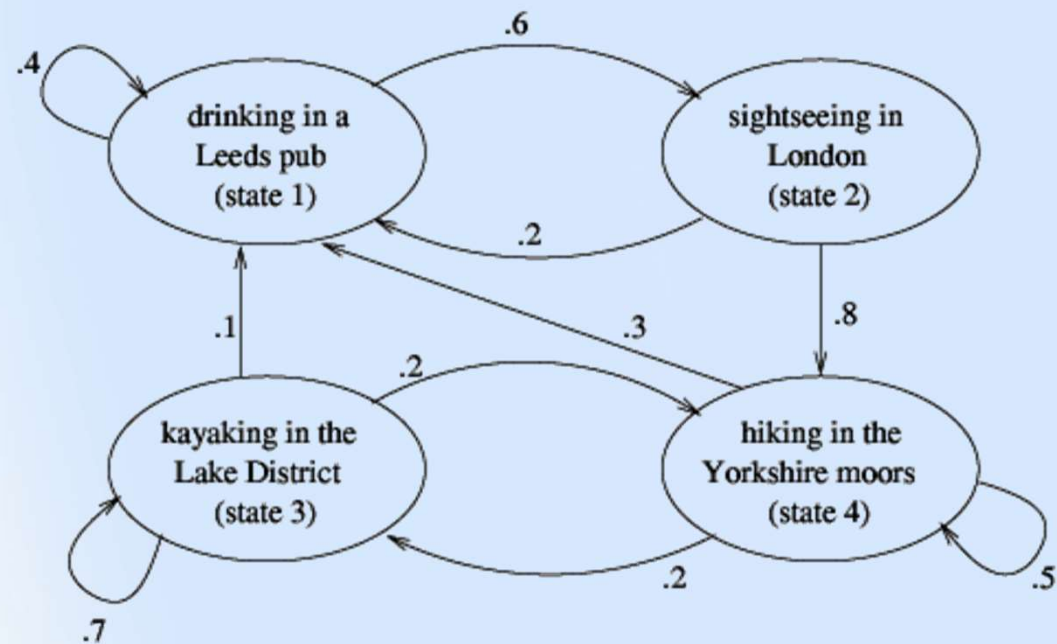 .6
.4
drinking in a
Leeds pub
(state 1)
sightseeing in
London
(state 2)
.2
.1
.3
.8
.2
kayaking in the
Lake District
(state 3)
hiking in the
Yorkshire moors
(state 4)
.2
.5
.7